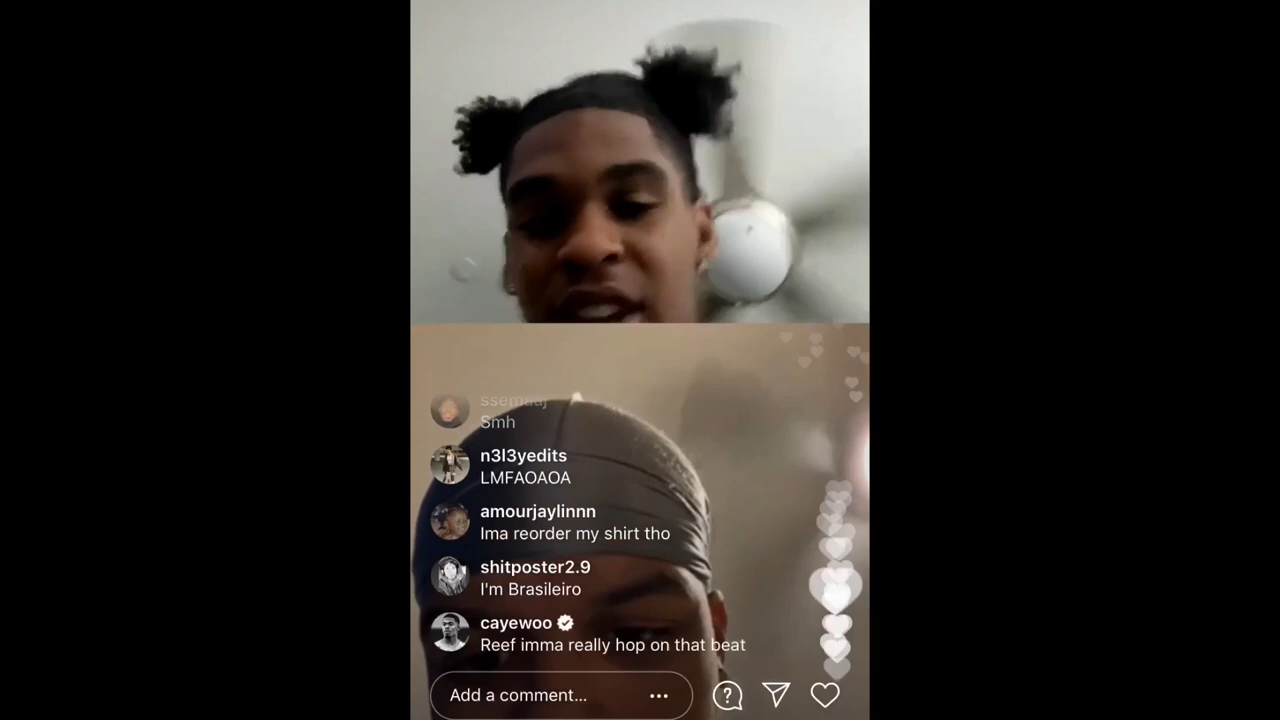 ssemaaj
Smh
n3l3yedits
LMFAOAOA
amourjaylinnn
Ima reorder my shirt tho
shitposter2.9
I'm Brasileiro
cayewoo
Reef imma really hop on that beat
Add a comment...